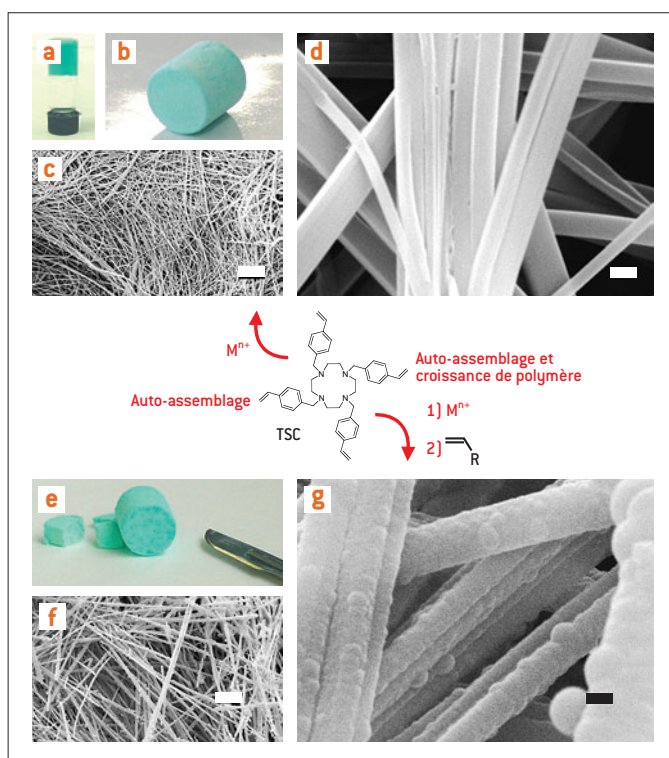 a
b
d
c
Mⁿ⁺
Auto-assemblage et
croissance de polymère
Auto-assemblage
N
N
N
N
1) Mⁿ⁺
TSC
2)
R
e
g
f